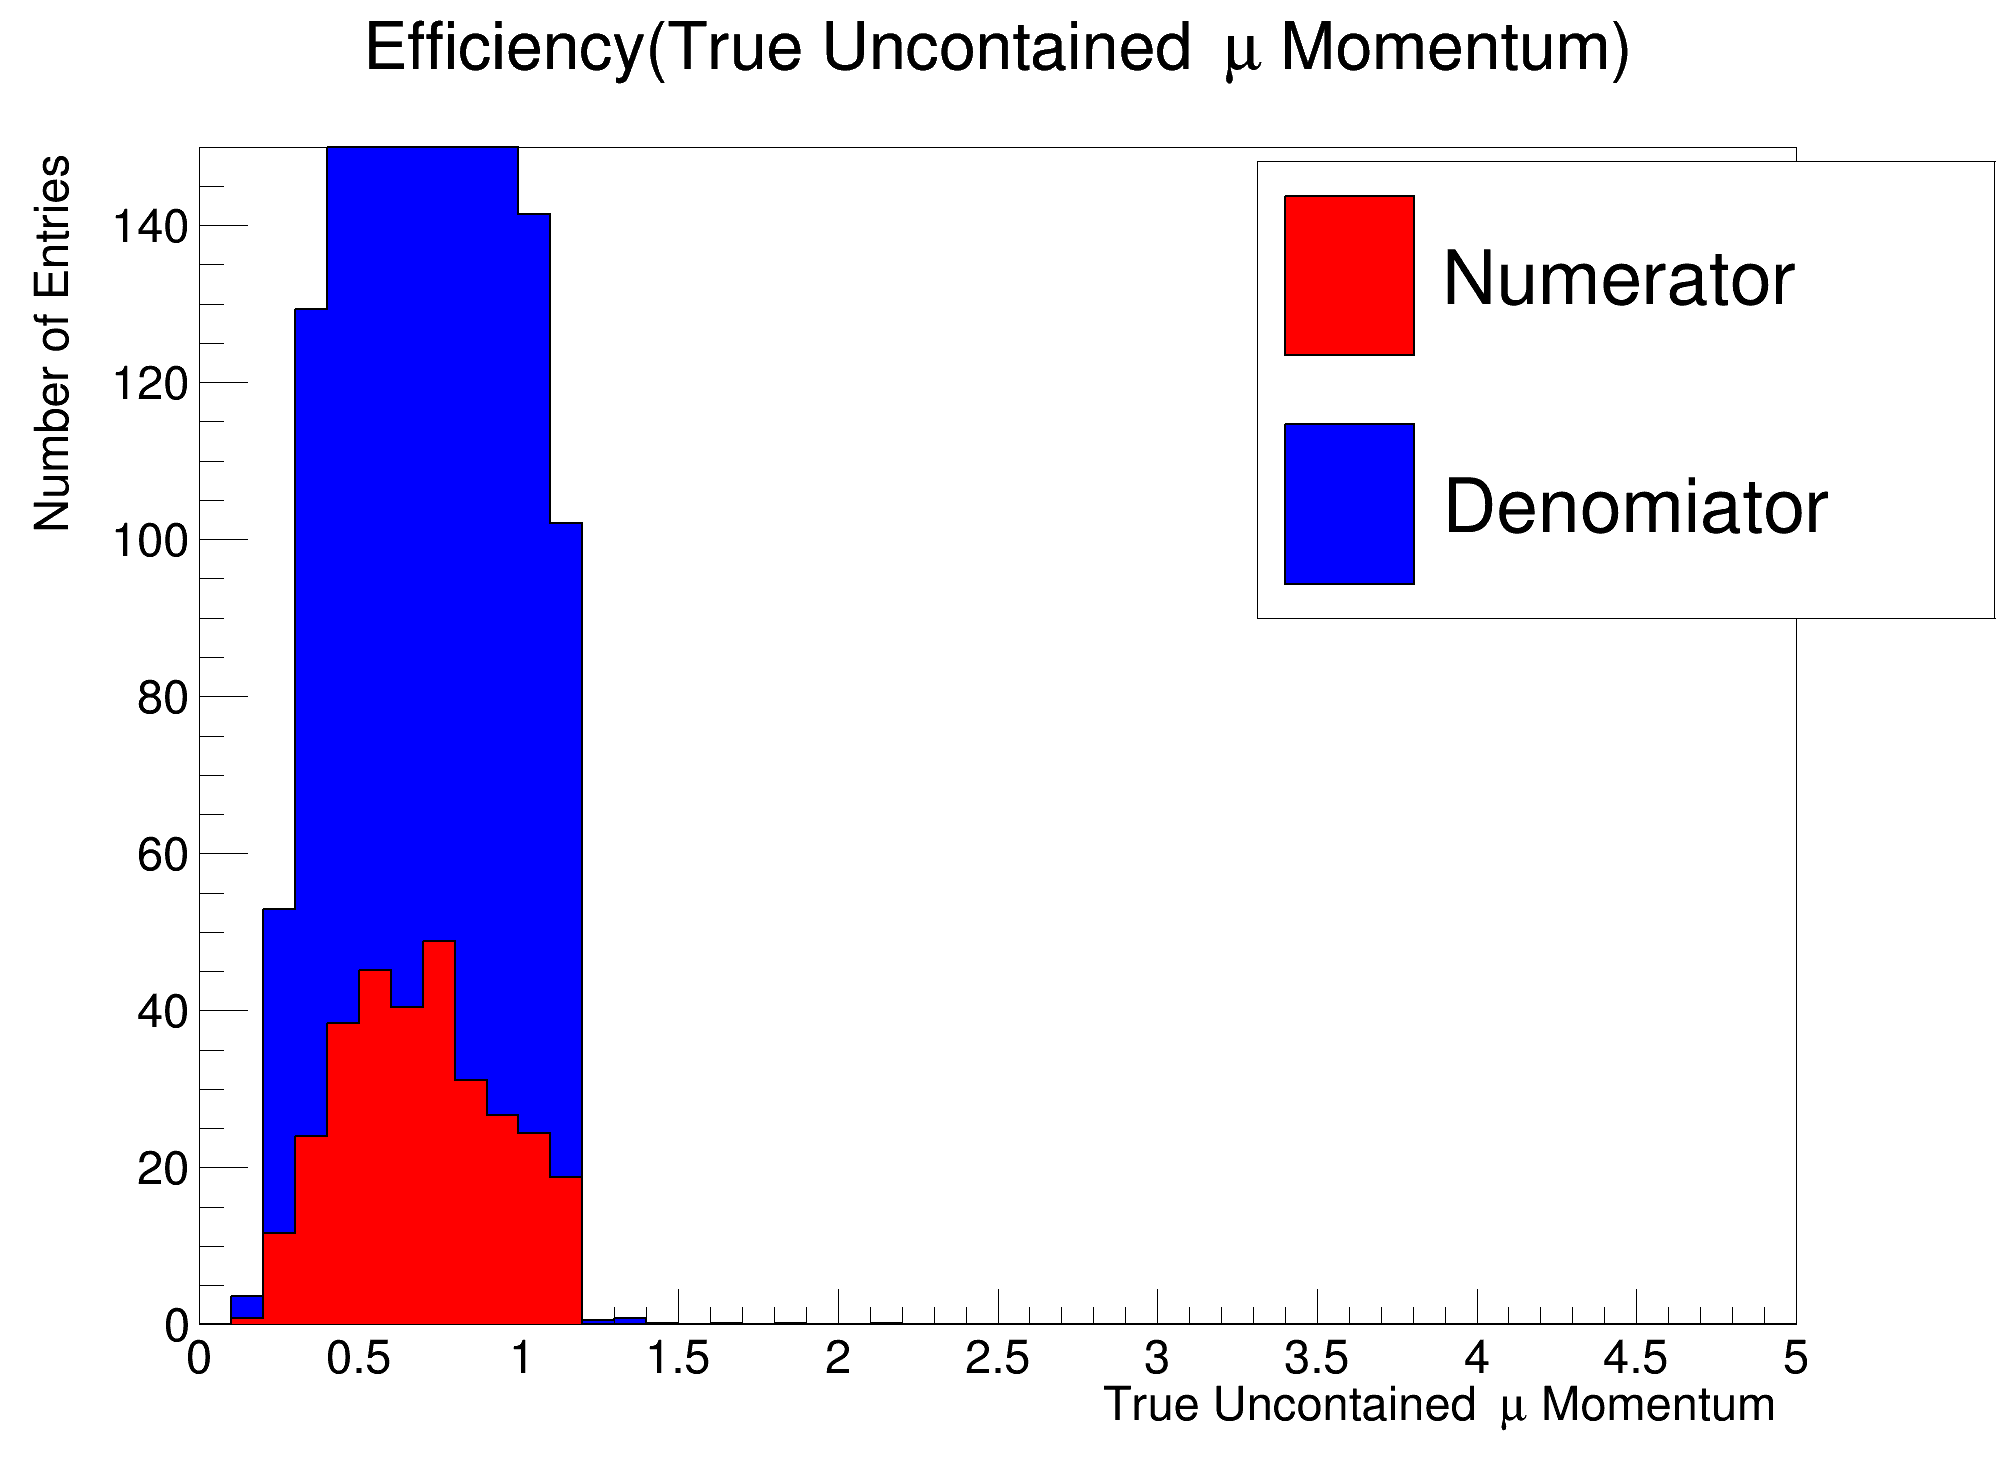 Efficiency(True Uncontained μ Momentum)
Number of Entries
140
120
100
80
60
40
20
0
Numerator
Denomiator
0 0.5 1 1.5 2 2.5 3 3.5 4 4.5 5
True Uncontained μ Momentum